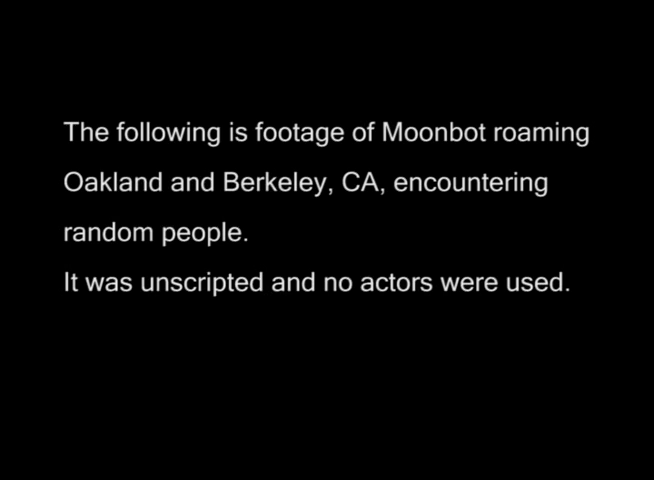 The following is footage of Moonbot roaming
Oakland and Berkeley, CA, encountering
random people.
It was unscripted and no actors were used.